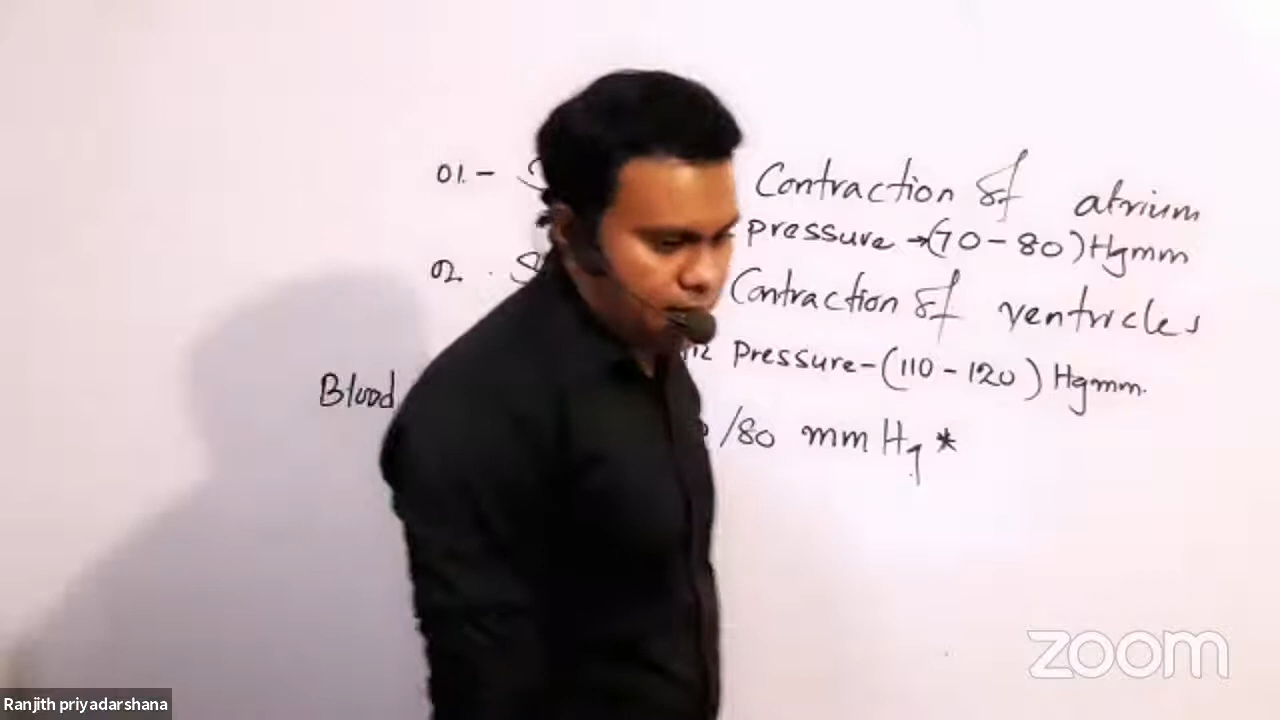 01. - Contraction of atrium
pressure → (70 - 80) Hgmm
02. Contraction of ventricles
Pressure - (110 - 120) Hgmm.
Blood /80 mmHg *
zoom
Ranjith priyadarshana